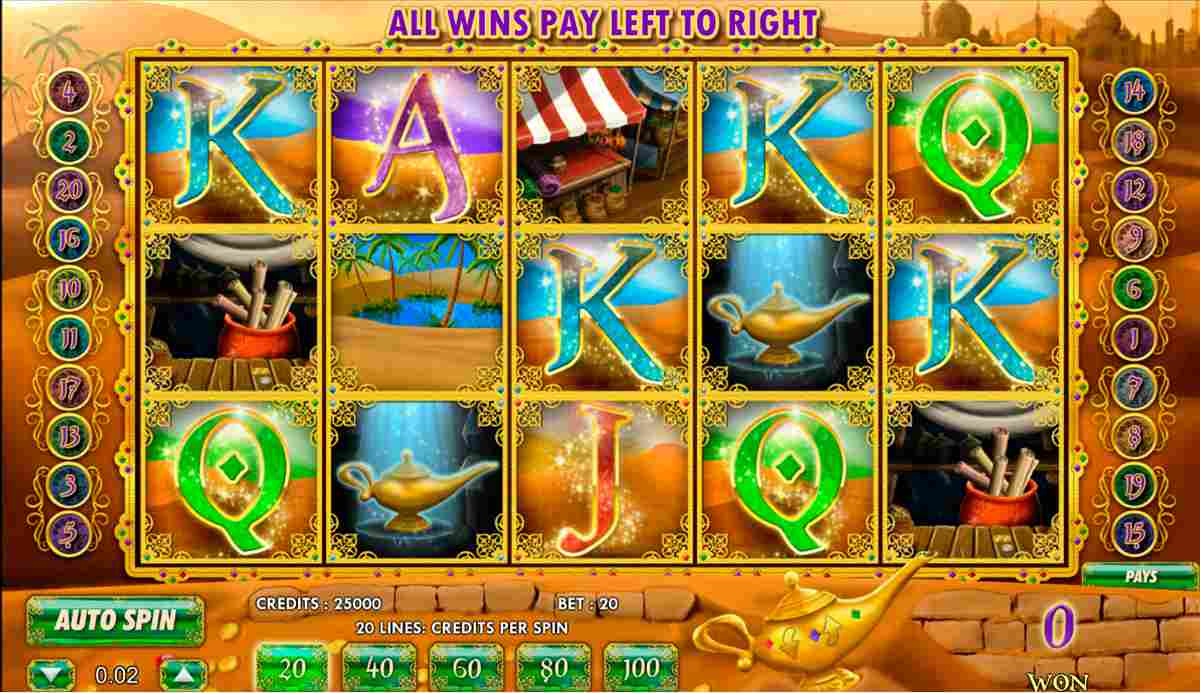 ALL WINS PAY LEFT TO RIGHT
4
2
20
16
10
11
17
13
3
5
K A K Q
K K
Q J Q
14
18
12
9
6
1
7
8
19
15
PAYS
AUTO SPIN
CREDITS : 25000
BET : 20
20 LINES: CREDITS PER SPIN
0.02
20 40 60 80 100
0
WON